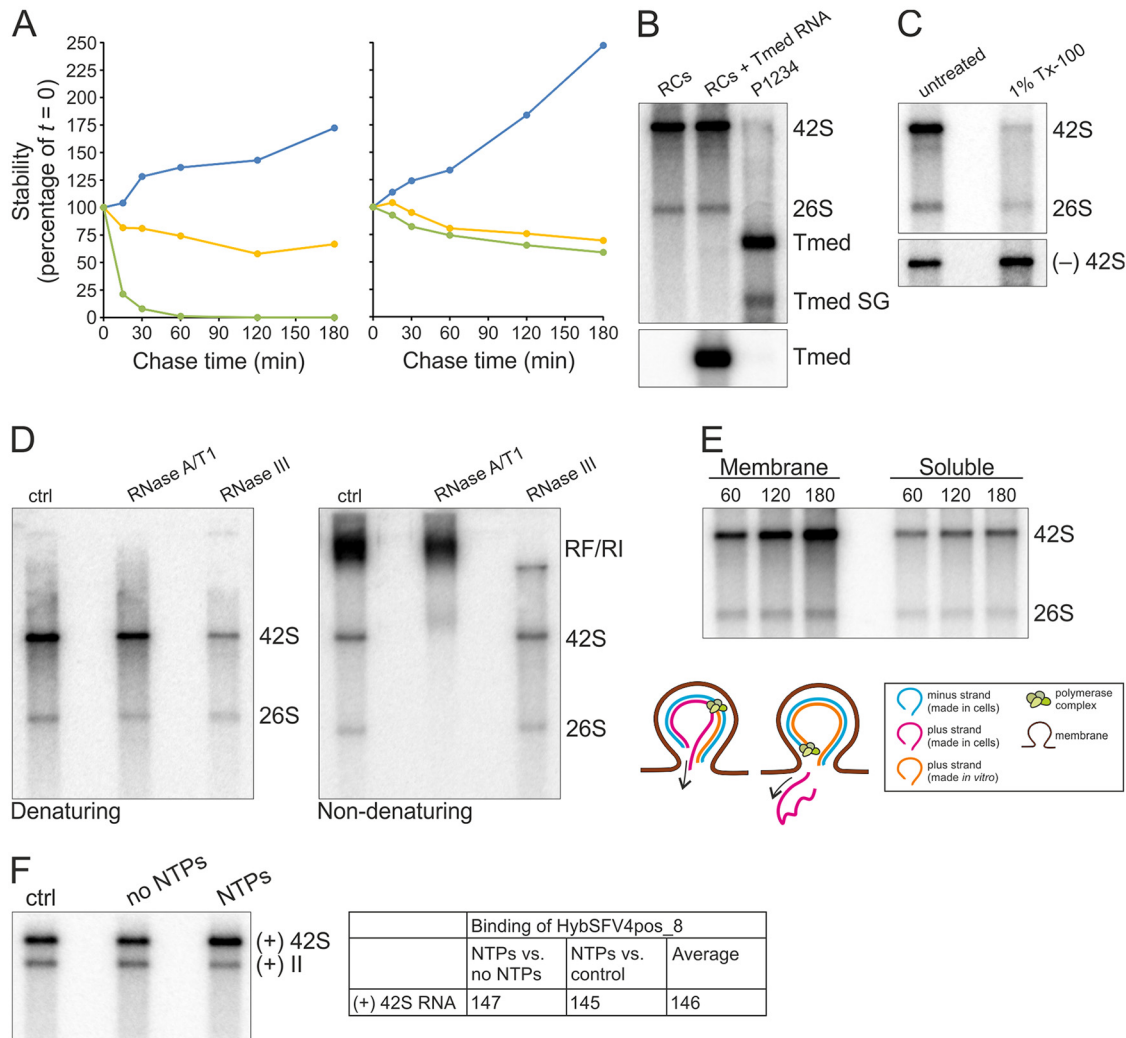 A
Stability
(percentage of t = 0)
250
225
200
175
150
125
100
75
50
25
0
0 30 60 90 120 150 180
Chase time (min)
0 30 60 90 120 150 180
Chase time (min)
B
RCs
RCs + Tmed RNA
P1234
42S
26S
Tmed
Tmed SG
Tmed
C
untreated
1% Tx-100
42S
26S
(–) 42S
D
ctrl
RNase A/T1
RNase III
42S
26S
Denaturing
ctrl
RNase A/T1
RNase III
RF/RI
42S
26S
Non-denaturing
E
Membrane Soluble
60 120 180 60 120 180
42S
26S
minus strand
(made in cells)
plus strand
(made in cells)
plus strand
(made in vitro)
polymerase
complex
membrane
F
ctrl
no NTPs
NTPs
(+) 42S
(+) II
Binding of HybSFV4pos_8
NTPs vs.
no NTPs
NTPs vs.
control
Average
(+) 42S RNA 147 145 146